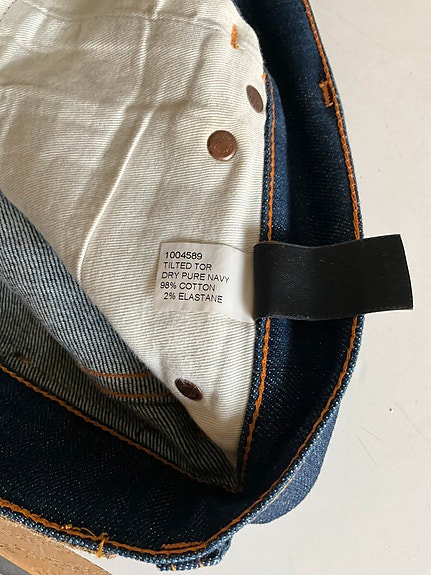 1004589
TILTED TOR
DRY PURE NAVY
98% COTTON
2% ELASTANE